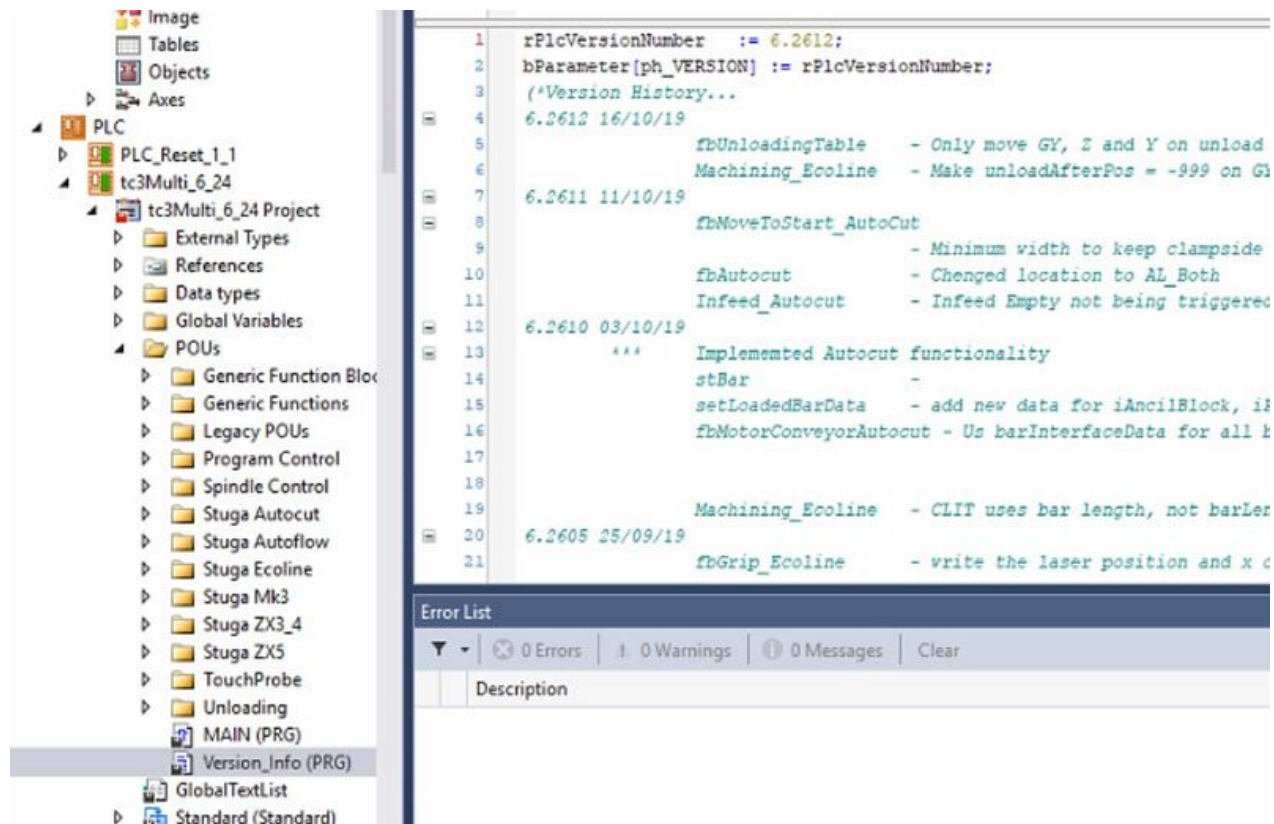 Image
Tables
Objects
Axes
PLC
PLC_Reset_1_1
tc3Multi_6_24
tc3Multi_6_24 Project
External Types
References
Data types
Global Variables
POUs
Generic Function Bloc
Generic Functions
Legacy POUs
Program Control
Spindle Control
Stuga Autocut
Stuga Autoflow
Stuga Ecoline
Stuga Mk3
Stuga ZX3_4
Stuga ZX5
TouchProbe
Unloading
MAIN (PRG)
Version_Info (PRG)
GlobalTextList
Standard (Standard)
1 rPlcVersionNumber := 6.2612;
2 bParameter[ph_VERSION] := rPlcVersionNumber;
3 (*Version History...
4 6.2612 16/10/19
5 fbUnloadingTable - Only move GY, Z and Y on unload
6 Machining_Ecoline - Make unloadAfterPos = -999 on GY
7 6.2611 11/10/19
8 fbMoveToStart_AutoCut
9 - Minimum width to keep clampside
10 fbAutocut - Chenged location to AL_Both
11 Infeed_Autocut - Infeed Empty not being triggered
12 6.2610 03/10/19
13 *** Implememted Autocut functionality
14 stBar -
15 setLoadedBarData - add new data for iAncilBlock,
16 fbMotorConveyorAutocut - Us barInterfaceData for all b
17
18
19 Machining_Ecoline - CLIT uses bar length, not barLen
20 6.2605 25/09/19
21 fbGrip_Ecoline - write the laser position and x
Error List
0 Errors 0 Warnings 0 Messages Clear
Description